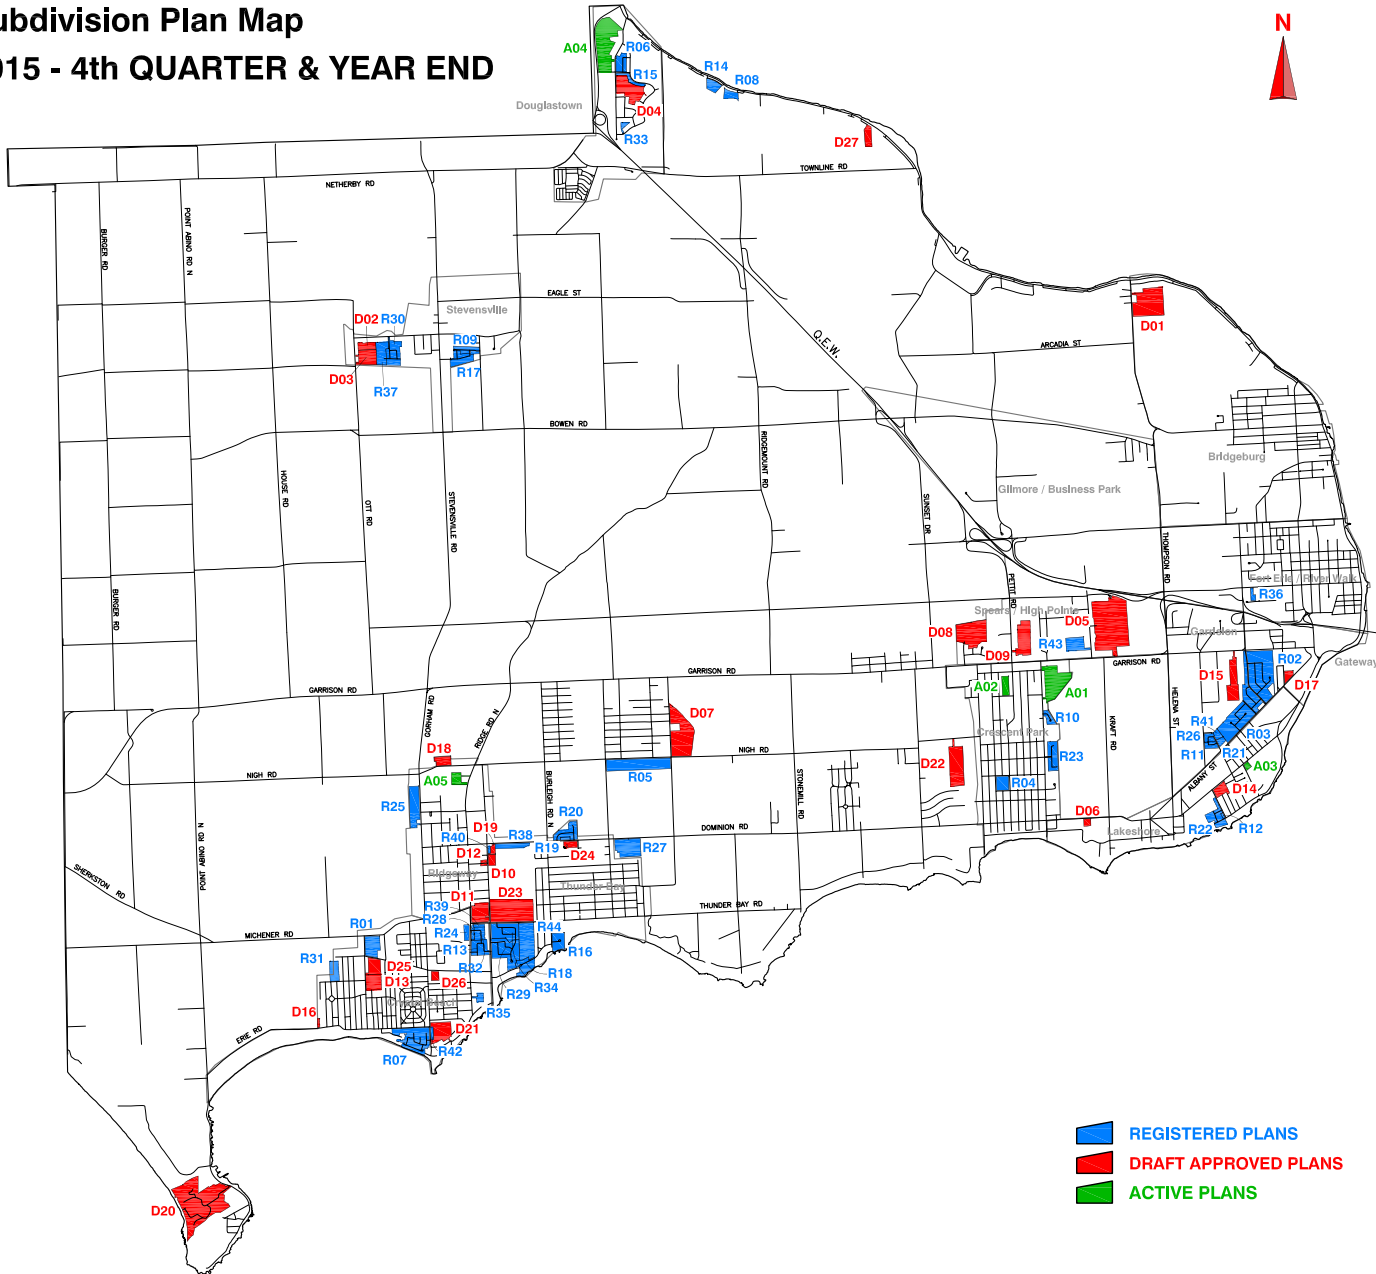 ubdivision Plan Map
015 - 4th QUARTER & YEAR END
N
A04
R06
R15
R14
R08
Douglastown
D04
R33
D27
TOWNLINE RD
NETHERBY RD
BURGER RD
POINT ABINO RD N
EAGLE ST
Stevensville
D02
R30
R09
D03
R37
R17
Q.E.W.
D01
ARCADIA ST
BOWEN RD
RIDGEMOUNT RD
Bridgeburg
HOUSE RD
OTT RD
STEVENSVILLE RD
Gilmore / Business Park
SUNSET DR
THOMPSON RD
PETTIT RD
BURGER RD
Fort Erie / River Walk
R36
Spears / High Pointe
D05
D08
R43
D09
Garrison
Gateway
GARRISON RD
GARRISON RD
GARRISON RD
R02
D15
D17
A02
A01
HELENA ST
KRAFT RD
GORHAM RD
RIDGE RD N
D07
R10
Crescent Park
R41
R26
R03
R11
R21
D18
NIGH RD
NIGH RD
A05
R05
D22
R23
R04
A03
ALBANY ST
D14
R25
BURLEIGH RD N
STONEMILL RD
R20
D19
R38
R40
DOMINION RD
D06
Lakeshore
R22
R12
POINT ABINO RD N
D12
R19
D24
R27
SHERKSTON RD
Ridgeway
D10
Thunder Bay
D11
D23
R39
R28
THUNDER BAY RD
R24
R44
MICHENER RD
R01
R13
R16
R31
R32
D25
D26
R18
D13
R34
R29
Crystal Beach
R35
D16
ERIE RD
D21
R42
R07
REGISTERED PLANS
DRAFT APPROVED PLANS
ACTIVE PLANS
D20